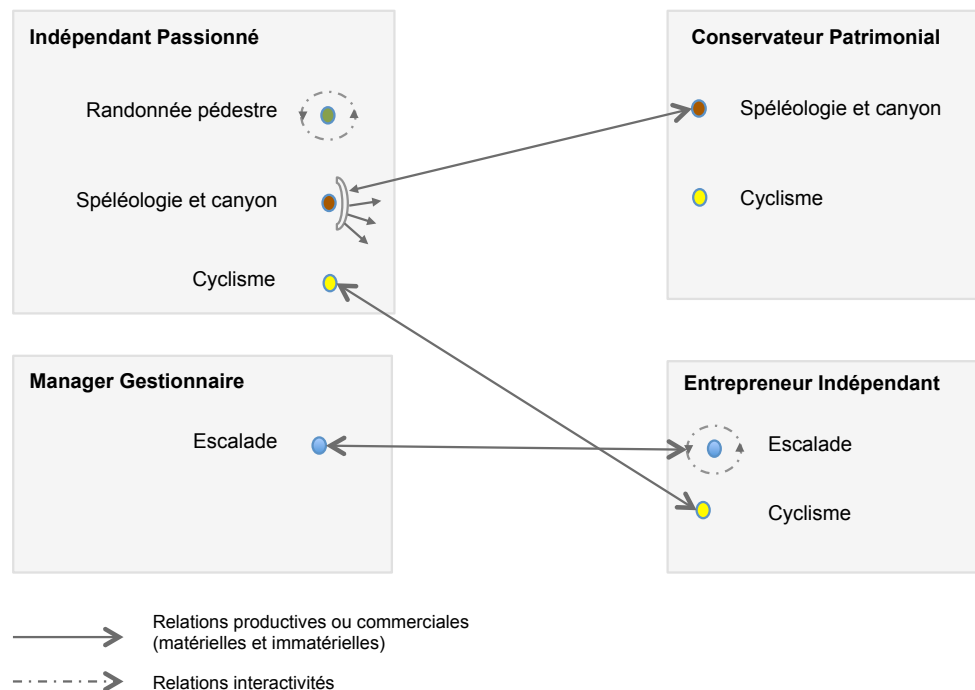 Indépendant Passionné
Randonnée pédestre
Spéléologie et canyon
Cyclisme
Conservateur Patrimonial
Spéléologie et canyon
Cyclisme
Manager Gestionnaire
Escalade
Entrepreneur Indépendant
Escalade
Cyclisme
Relations productives ou commerciales
(matérielles et immatérielles)
Relations interactivités